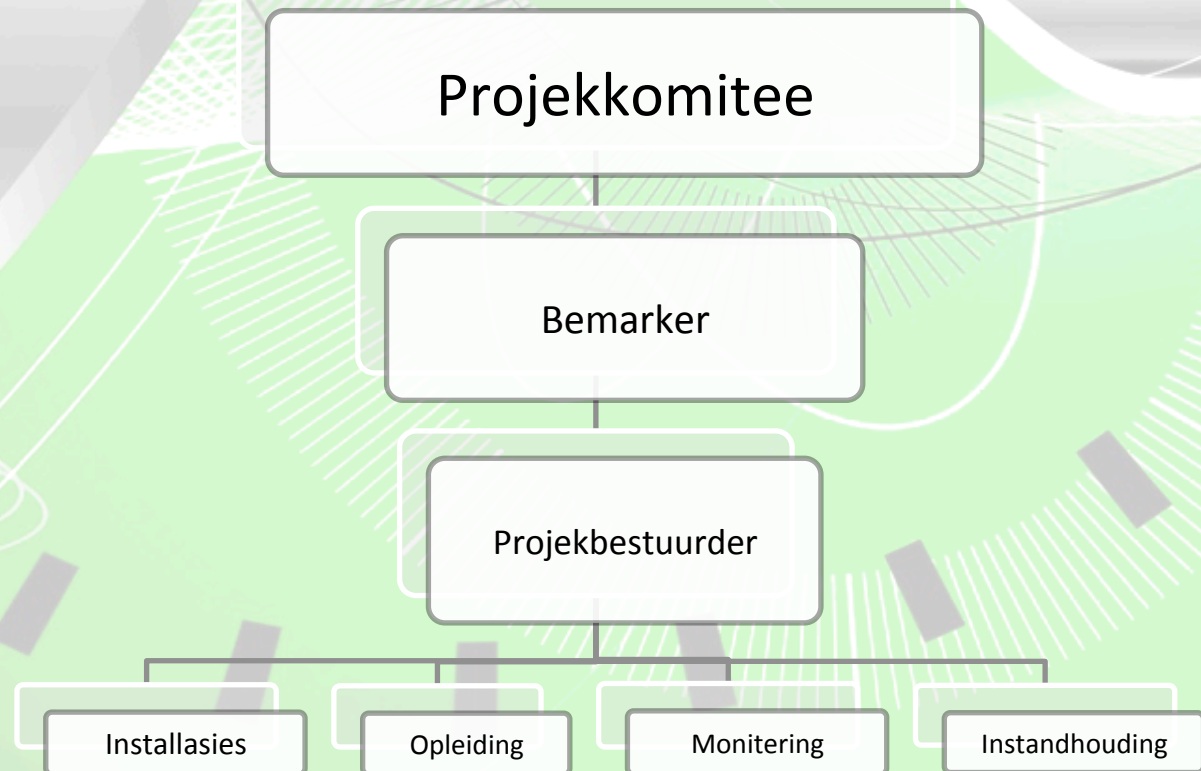 Projekkomitee
Bemarker
Projekbestuurder
Installasies
Opleiding
Monitering
Instandhouding